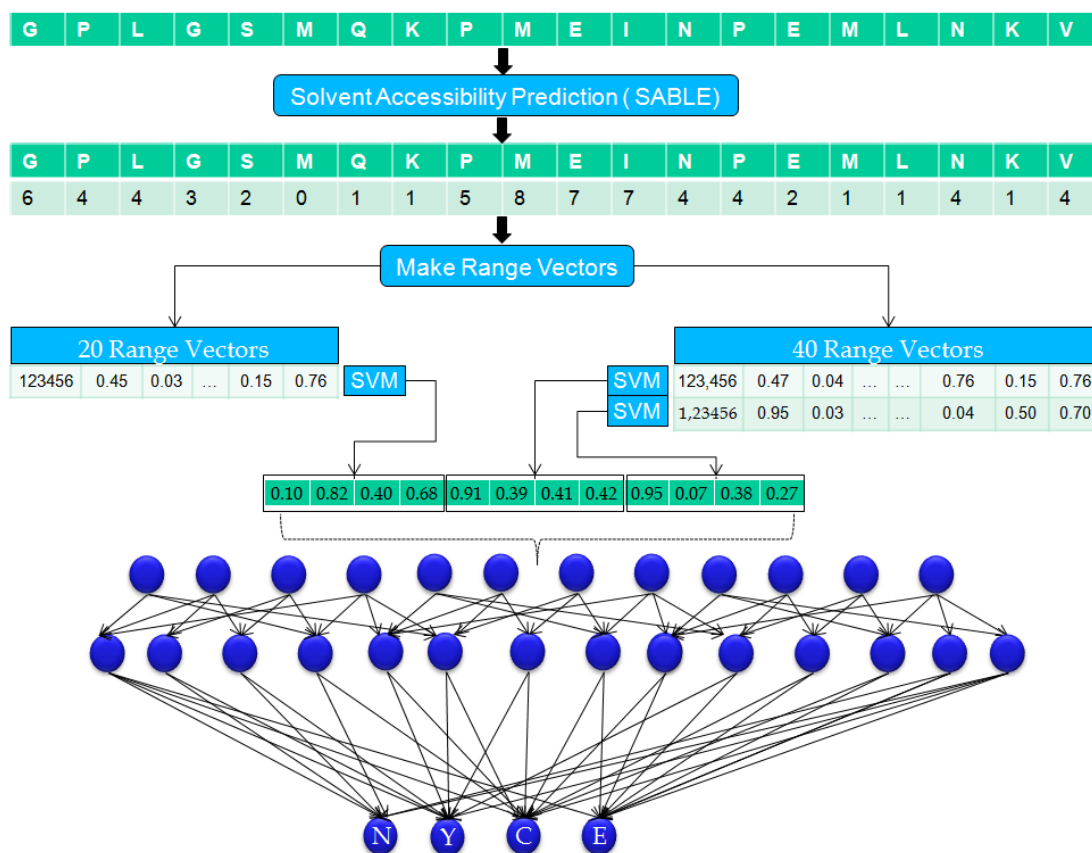 G P L G S M Q K P M E I N P E M L N K V
Solvent Accessibility Prediction ( SABLE)
G P L G S M Q K P M E I N P E M L N K V
6 4 4 3 2 0 1 1 5 8 7 7 4 4 2 1 1 4 1 4
Make Range Vectors
20 Range Vectors
123456 0.45 0.03 ... 0.15 0.76
SVM
40 Range Vectors
SVM
123,456 0.47 0.04 ... ... 0.76 0.15 0.76
SVM
1,23456 0.95 0.03 ... ... 0.04 0.50 0.70
0.10 0.82 0.40 0.68 0.91 0.39 0.41 0.42 0.95 0.07 0.38 0.27
N Y C E